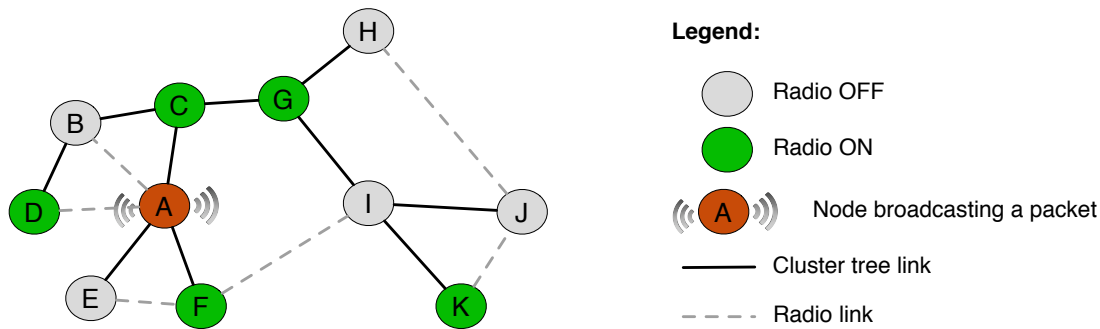 H
Legend:
Radio OFF
C
G
B
Radio ON
D
A
I
J
A
Node broadcasting a packet
Cluster tree link
E
F
K
Radio link